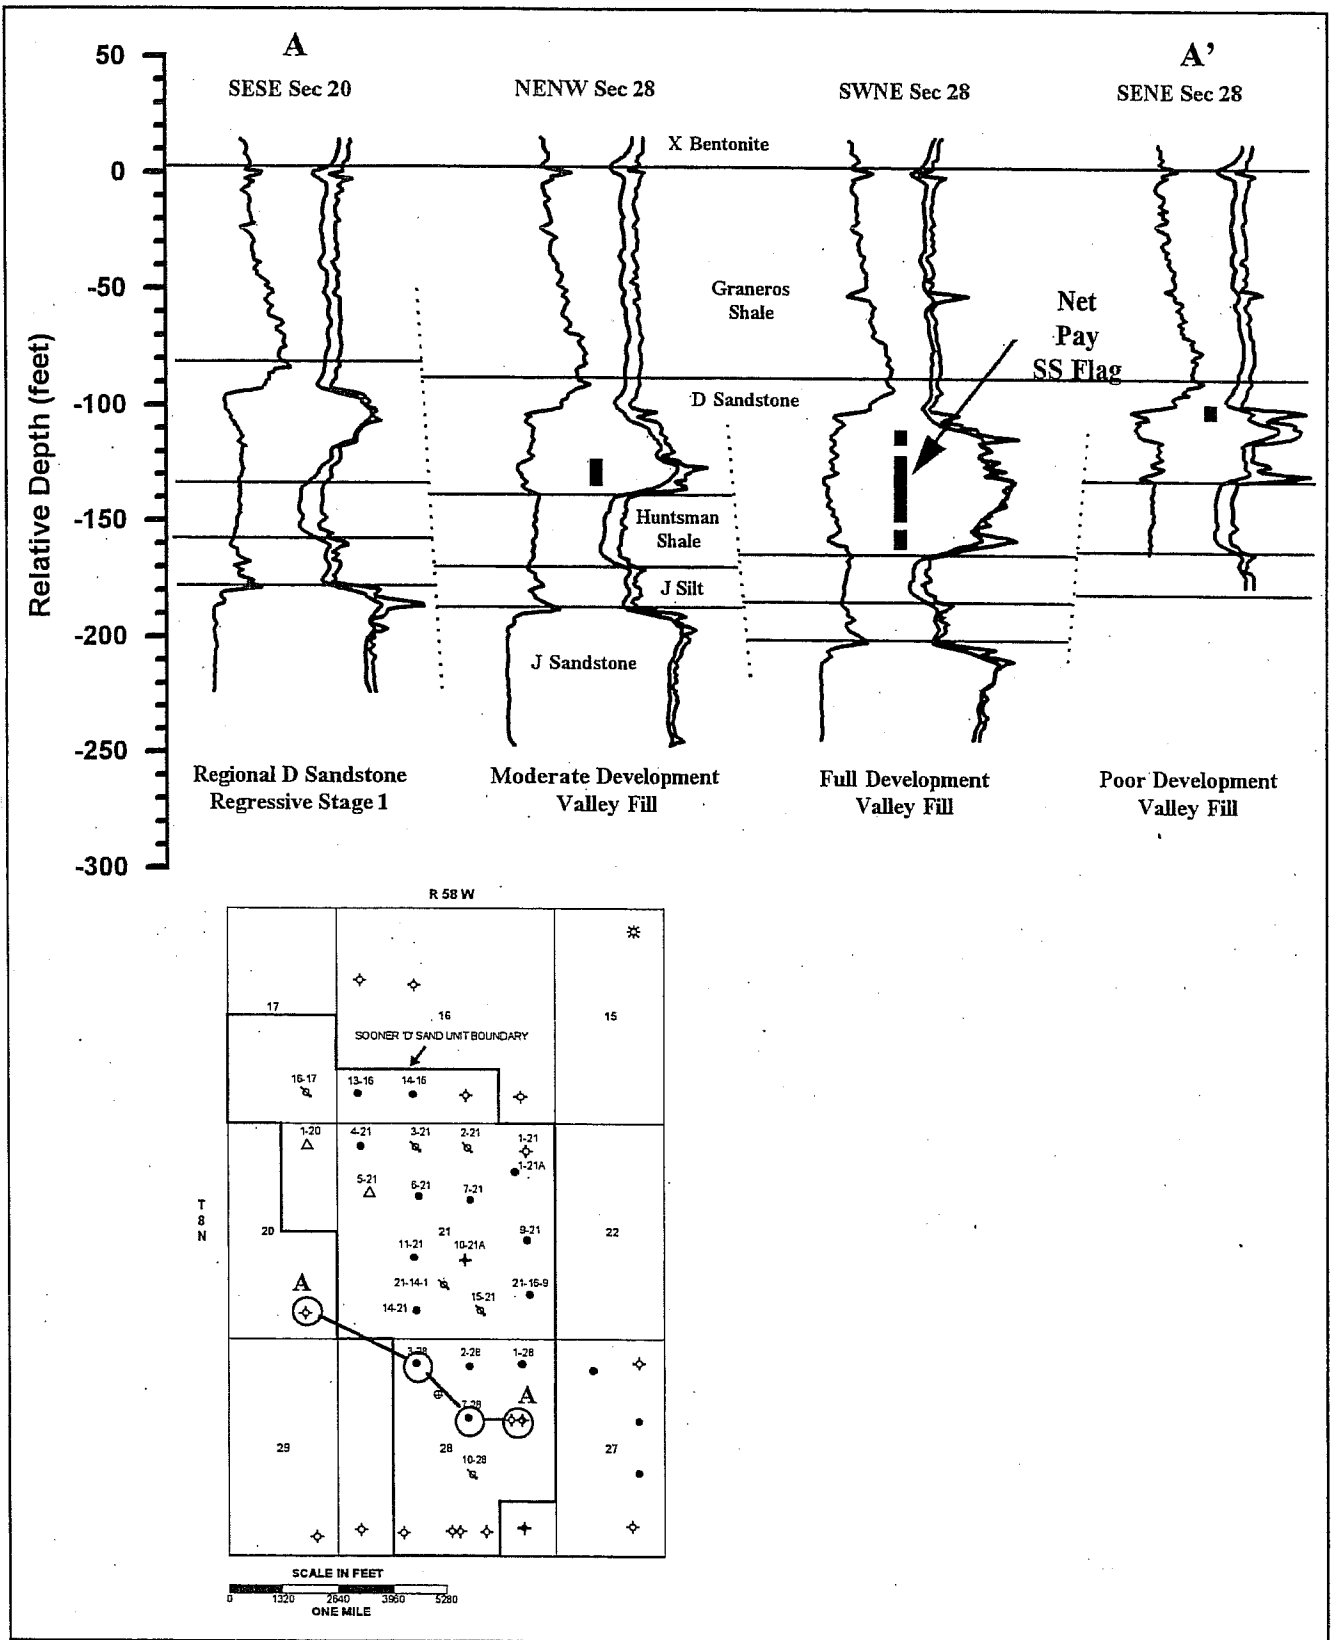 A
A'
SESE Sec 20
NENW Sec 28
SWNE Sec 28
SENE Sec 28
50
0
-50
-100
-150
-200
-250
-300
Relative Depth (feet)
X Bentonite
Graneros
Shale
Net
Pay
SS Flag
D Sandstone
Huntsman
Shale
J Silt
J Sandstone
Regional D Sandstone
Regressive Stage 1
Moderate Development
Valley Fill
Full Development
Valley Fill
Poor Development
Valley Fill
R 58 W
17
16
15
SOONER 'D' SAND UNIT BOUNDARY
16-17
13-16
14-16
1-20
4-21
3-21
2-21
1-21
1-21A
5-21
6-21
7-21
T
8
N
20
21
22
9-21
11-21
10-21A
21-14-1
21-16-9
14-21
15-21
A
3-28
2-28
1-28
A
7-28
29
28
27
10-28
SCALE IN FEET
0 1320 2640 3960 5280
ONE MILE